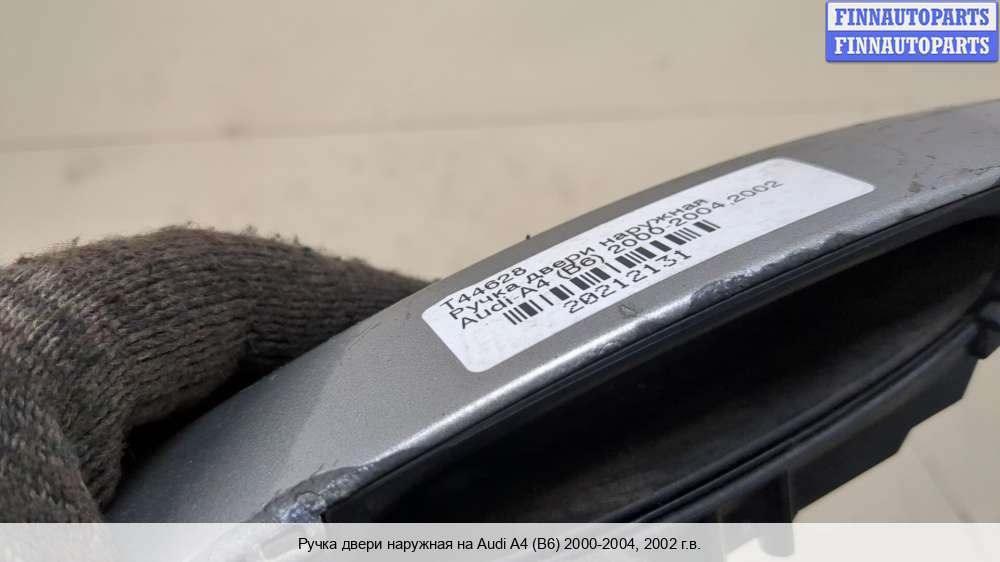 FINNAUTOPARTS
FINNAUTOPARTS
T44628
Ручка двери наружная
Audi-A4 (B6) 2000-2004 ,2002
20212131
Ручка двери наружная на Audi A4 (B6) 2000-2004, 2002 г.в.